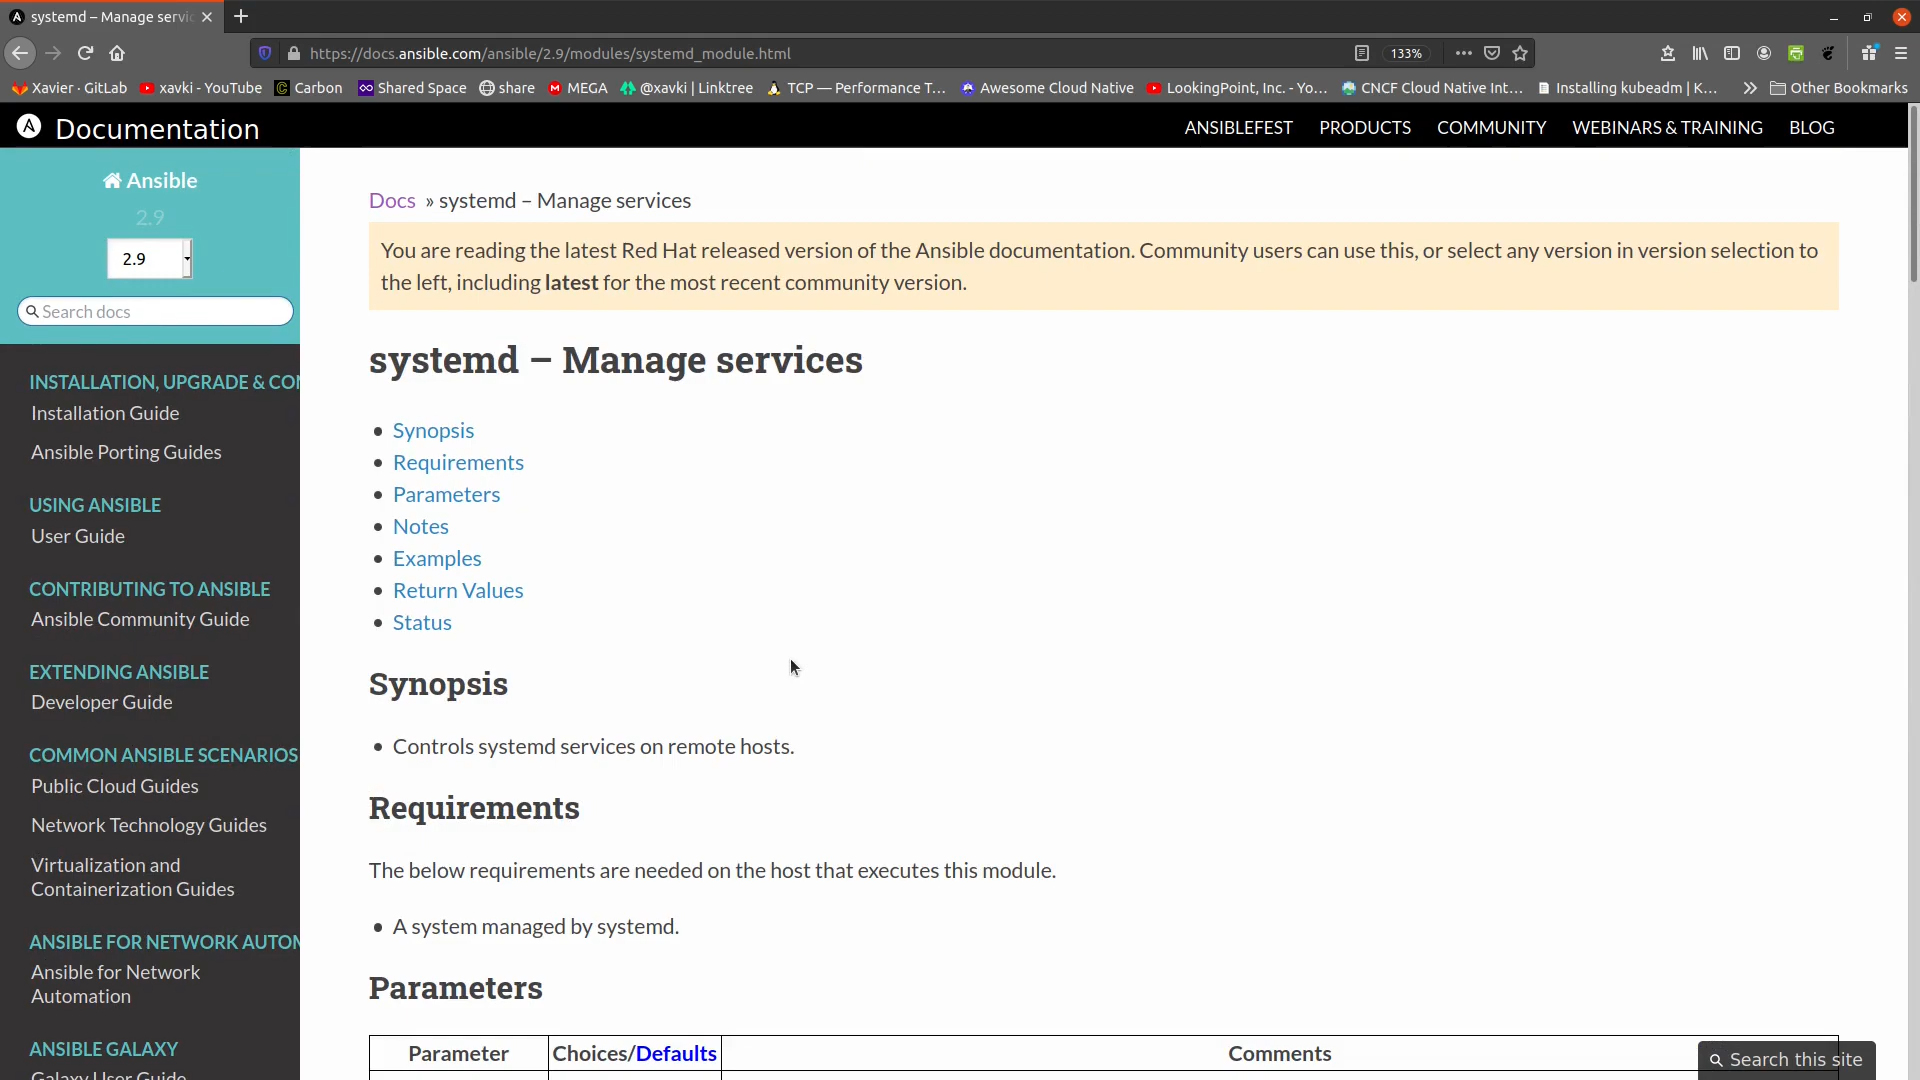 systemd – Manage servic
https://docs.ansible.com/ansible/2.9/modules/systemd_module.html
133%
Xavier · GitLab
xavki - YouTube
Carbon
Shared Space
share
MEGA
@xavki | Linktree
TCP — Performance T...
Awesome Cloud Native
LookingPoint, Inc. - Yo...
CNCF Cloud Native Int...
Installing kubeadm | K...
Other Bookmarks
Documentation
ANSIBLEFEST
PRODUCTS
COMMUNITY
WEBINARS & TRAINING
BLOG
Ansible
2.9
2.9
Search docs
INSTALLATION, UPGRADE & CON
Installation Guide
Ansible Porting Guides
USING ANSIBLE
User Guide
CONTRIBUTING TO ANSIBLE
Ansible Community Guide
EXTENDING ANSIBLE
Developer Guide
COMMON ANSIBLE SCENARIOS
Public Cloud Guides
Network Technology Guides
Virtualization and
Containerization Guides
ANSIBLE FOR NETWORK AUTOM
Ansible for Network
Automation
ANSIBLE GALAXY
Galaxy User Guide
Docs » systemd – Manage services
You are reading the latest Red Hat released version of the Ansible documentation. Community users can use this, or select any version in version selection to
the left, including latest for the most recent community version.
systemd – Manage services
Synopsis
Requirements
Parameters
Notes
Examples
Return Values
Status
Synopsis
Controls systemd services on remote hosts.
Requirements
The below requirements are needed on the host that executes this module.
A system managed by systemd.
Parameters
Parameter
Choices/Defaults
Comments
Search this site